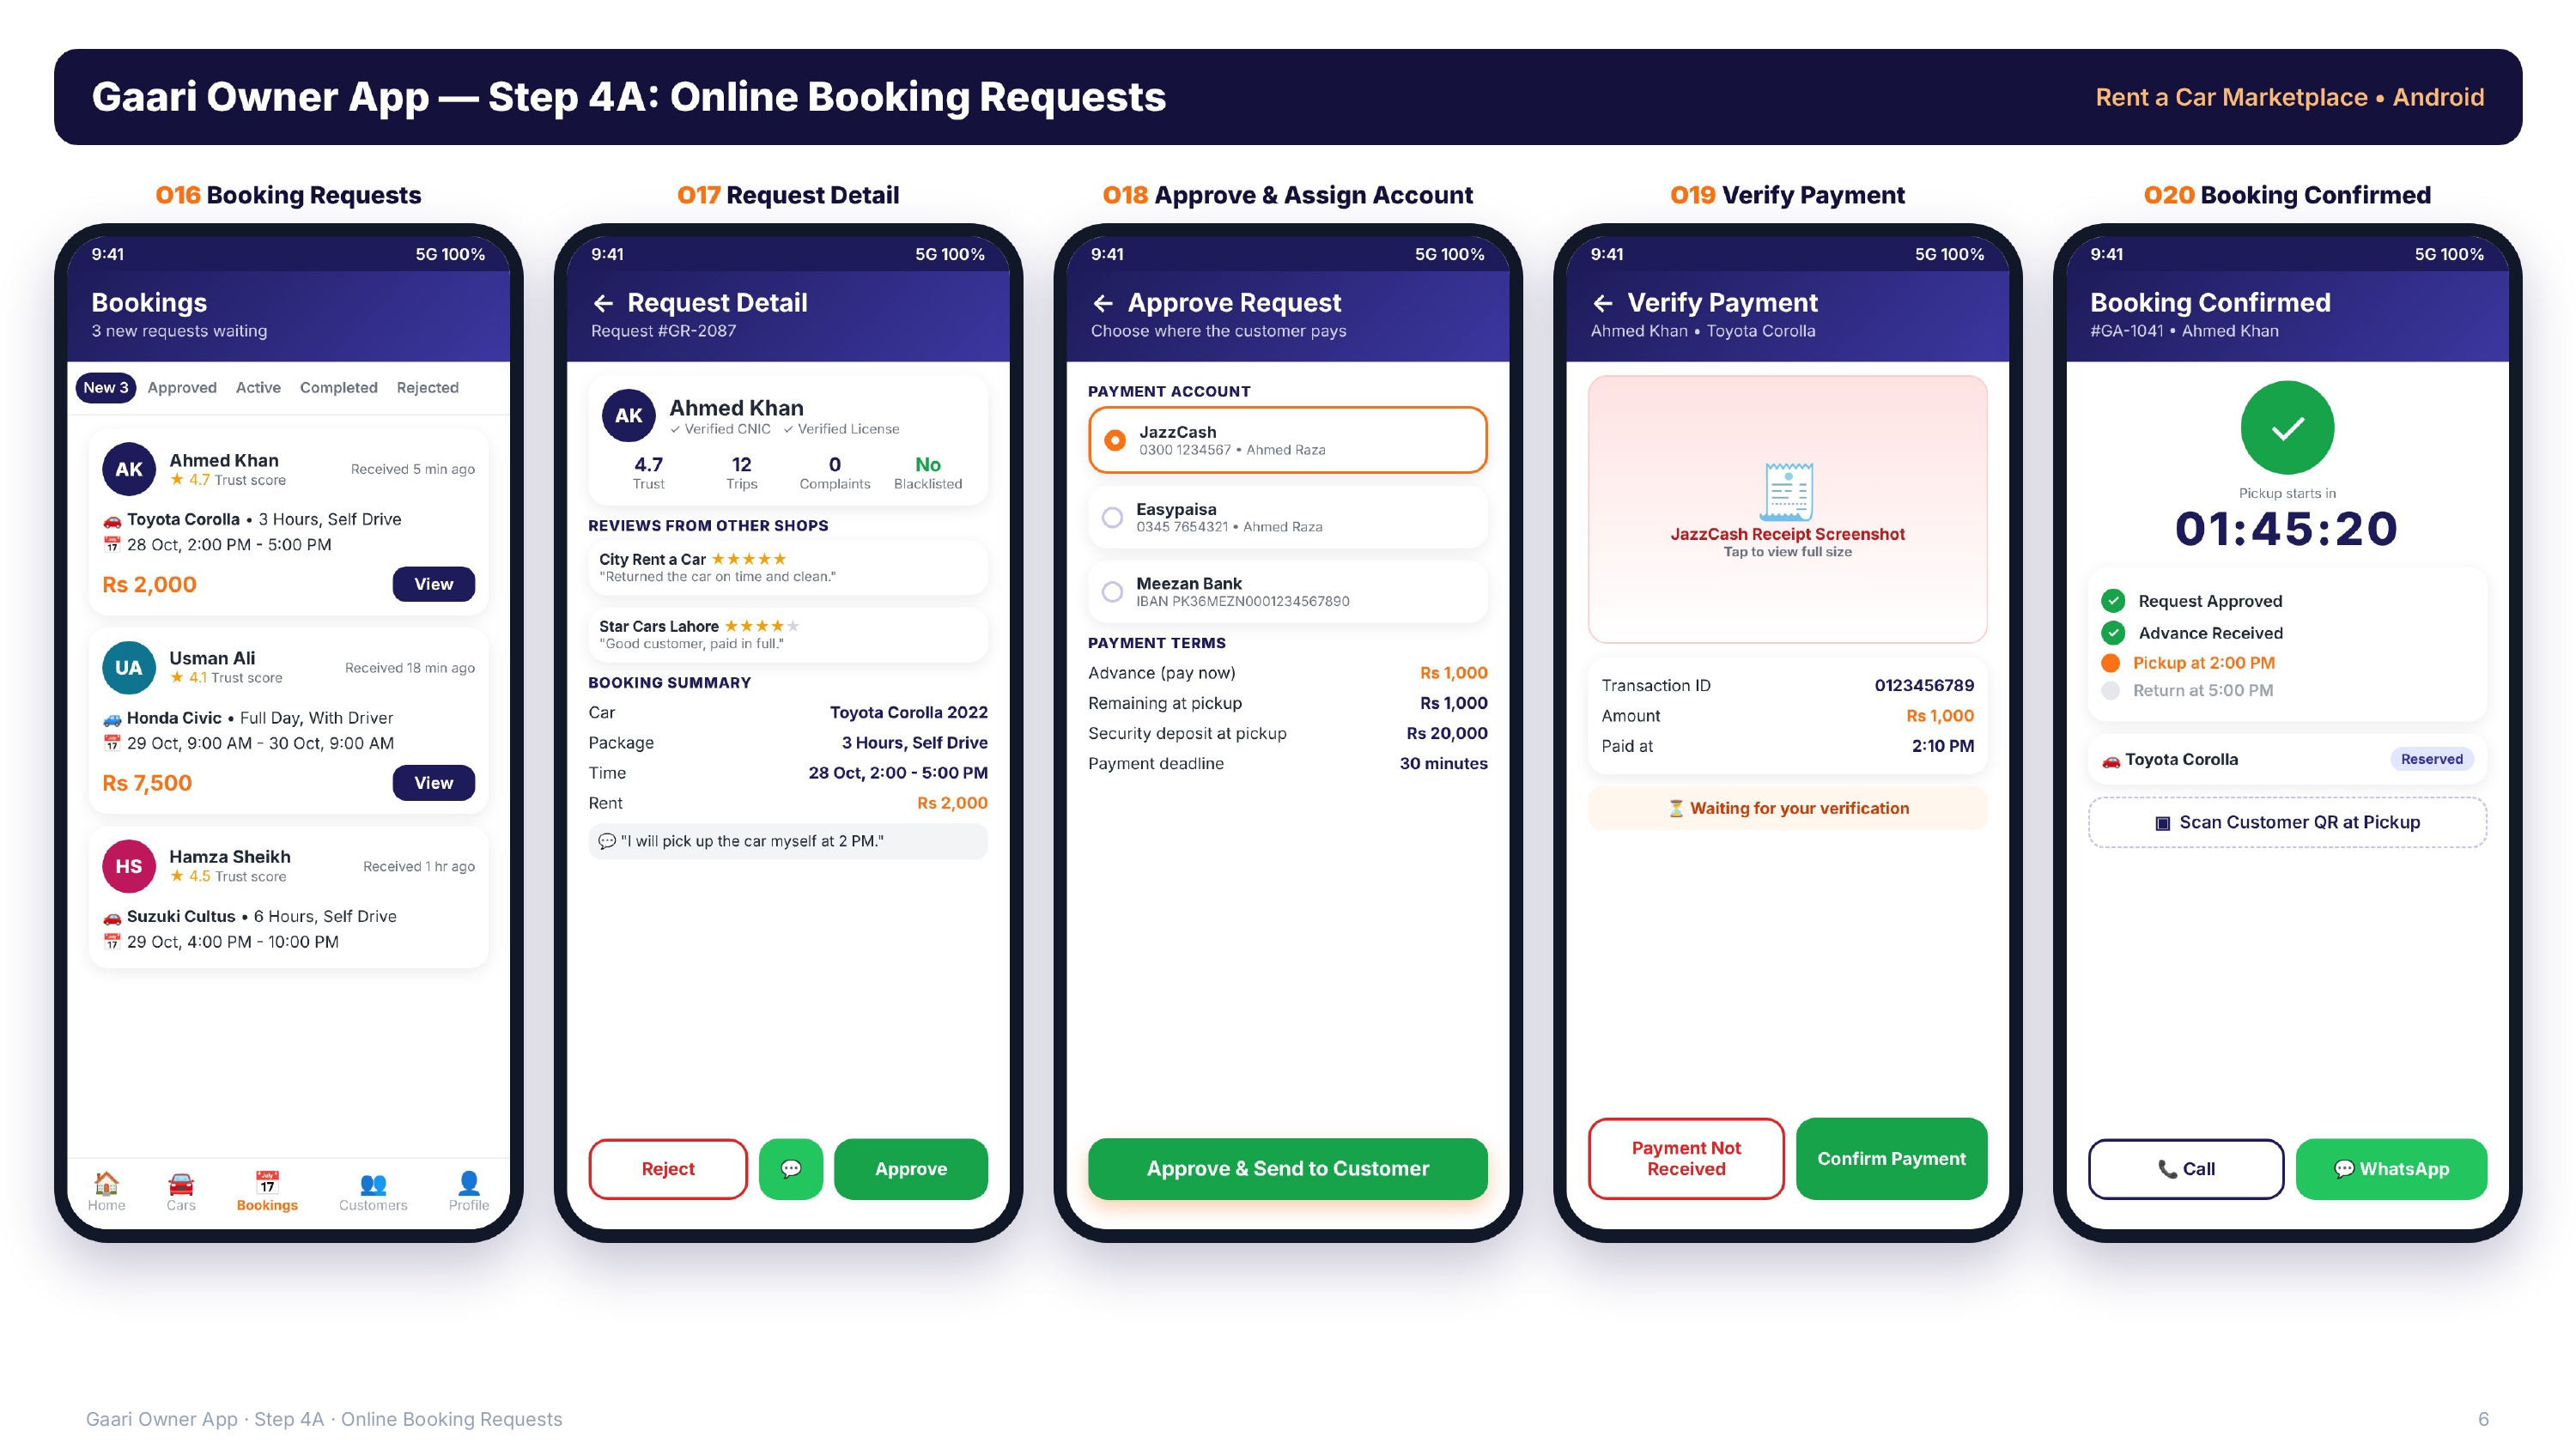 Gaari Owner App — Step 4A: Online Booking Requests
Rent a Car Marketplace • Android
O16 Booking Requests
9:41
5G 100%
Bookings
3 new requests waiting
New 3 Approved Active Completed Rejected
AK
Ahmed Khan
★ 4.7 Trust score
Received 5 min ago
🚗 Toyota Corolla • 3 Hours, Self Drive
📅 28 Oct, 2:00 PM - 5:00 PM
Rs 2,000
View
UA
Usman Ali
★ 4.1 Trust score
Received 18 min ago
🚙 Honda Civic • Full Day, With Driver
📅 29 Oct, 9:00 AM - 30 Oct, 9:00 AM
Rs 7,500
View
HS
Hamza Sheikh
★ 4.5 Trust score
Received 1 hr ago
🚗 Suzuki Cultus • 6 Hours, Self Drive
📅 29 Oct, 4:00 PM - 10:00 PM
Home Cars Bookings Customers Profile
O17 Request Detail
9:41
5G 100%
← Request Detail
Request #GR-2087
AK
Ahmed Khan
✓ Verified CNIC ✓ Verified License
4.7 12 0 No
Trust Trips Complaints Blacklisted
REVIEWS FROM OTHER SHOPS
City Rent a Car ★★★★★
"Returned the car on time and clean."
Star Cars Lahore ★★★★★
"Good customer, paid in full."
BOOKING SUMMARY
Car Toyota Corolla 2022
Package 3 Hours, Self Drive
Time 28 Oct, 2:00 - 5:00 PM
Rent Rs 2,000
💬 "I will pick up the car myself at 2 PM."
Reject 💬 Approve
O18 Approve & Assign Account
9:41
5G 100%
← Approve Request
Choose where the customer pays
PAYMENT ACCOUNT
JazzCash
0300 1234567 • Ahmed Raza
Easypaisa
0345 7654321 • Ahmed Raza
Meezan Bank
IBAN PK36MEZN0001234567890
PAYMENT TERMS
Advance (pay now) Rs 1,000
Remaining at pickup Rs 1,000
Security deposit at pickup Rs 20,000
Payment deadline 30 minutes
Approve & Send to Customer
O19 Verify Payment
9:41
5G 100%
← Verify Payment
Ahmed Khan • Toyota Corolla
JazzCash Receipt Screenshot
Tap to view full size
Transaction ID 0123456789
Amount Rs 1,000
Paid at 2:10 PM
⏳ Waiting for your verification
Payment Not
Received
Confirm Payment
O20 Booking Confirmed
9:41
5G 100%
Booking Confirmed
#GA-1041 • Ahmed Khan
Pickup starts in
01:45:20
Request Approved
Advance Received
Pickup at 2:00 PM
Return at 5:00 PM
🚗 Toyota Corolla
Reserved
▣ Scan Customer QR at Pickup
📞 Call
💬 WhatsApp
Gaari Owner App · Step 4A · Online Booking Requests
6